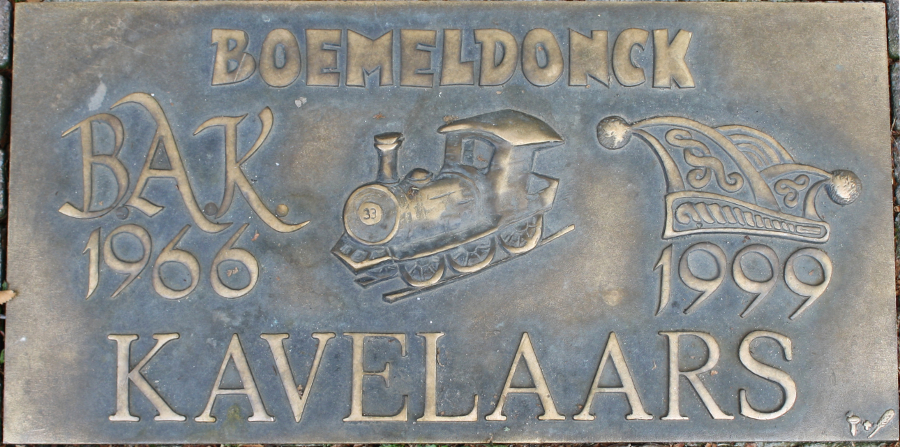 BOEMELDONCK
B.A.K.
1966
33
1999
KAVELAARS